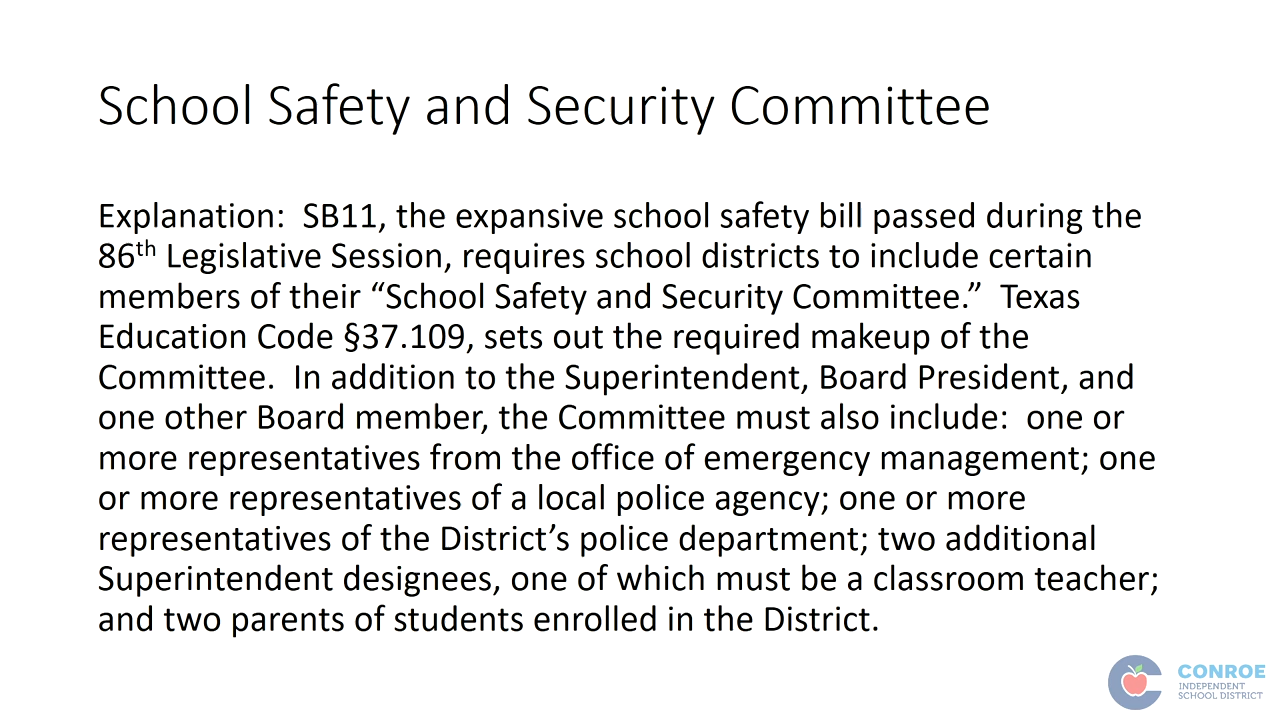 School Safety and Security Committee
Explanation:  SB11, the expansive school safety bill passed during the
86th Legislative Session, requires school districts to include certain
members of their “School Safety and Security Committee.”  Texas
Education Code §37.109, sets out the required makeup of the
Committee.  In addition to the Superintendent, Board President, and
one other Board member, the Committee must also include:  one or
more representatives from the office of emergency management; one
or more representatives of a local police agency; one or more
representatives of the District’s police department; two additional
Superintendent designees, one of which must be a classroom teacher;
and two parents of students enrolled in the District.
CONROE
INDEPENDENT
SCHOOL DISTRICT